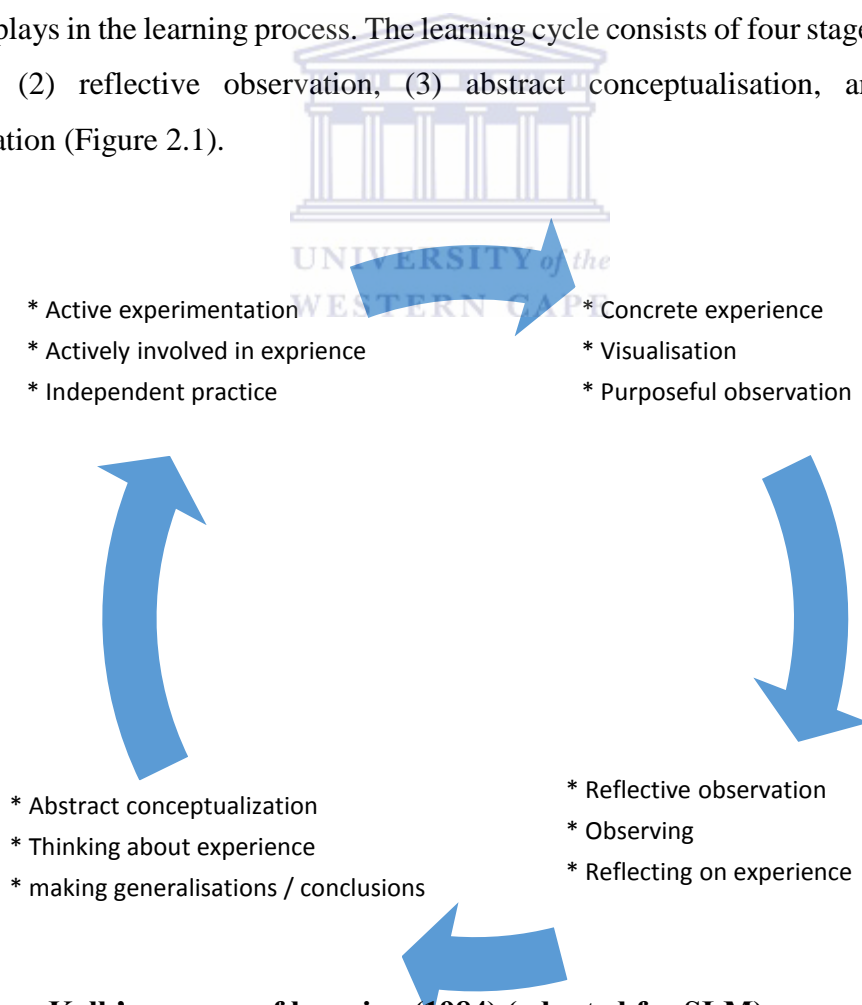 plays in the learning process. The learning cycle consists of four stage
(2) reflective observation, (3) abstract conceptualisation,
ation (Figure 2.1).
UNIVERSITY of the
WESTERN CAPE
* Active experimentation
* Actively involved in exprience
* Independent practice
* Concrete experience
* Visualisation
* Purposeful observation
* Reflective observation
* Observing
* Reflecting on experience
* Abstract conceptualization
* Thinking about experience
* making generalisations / conclusions